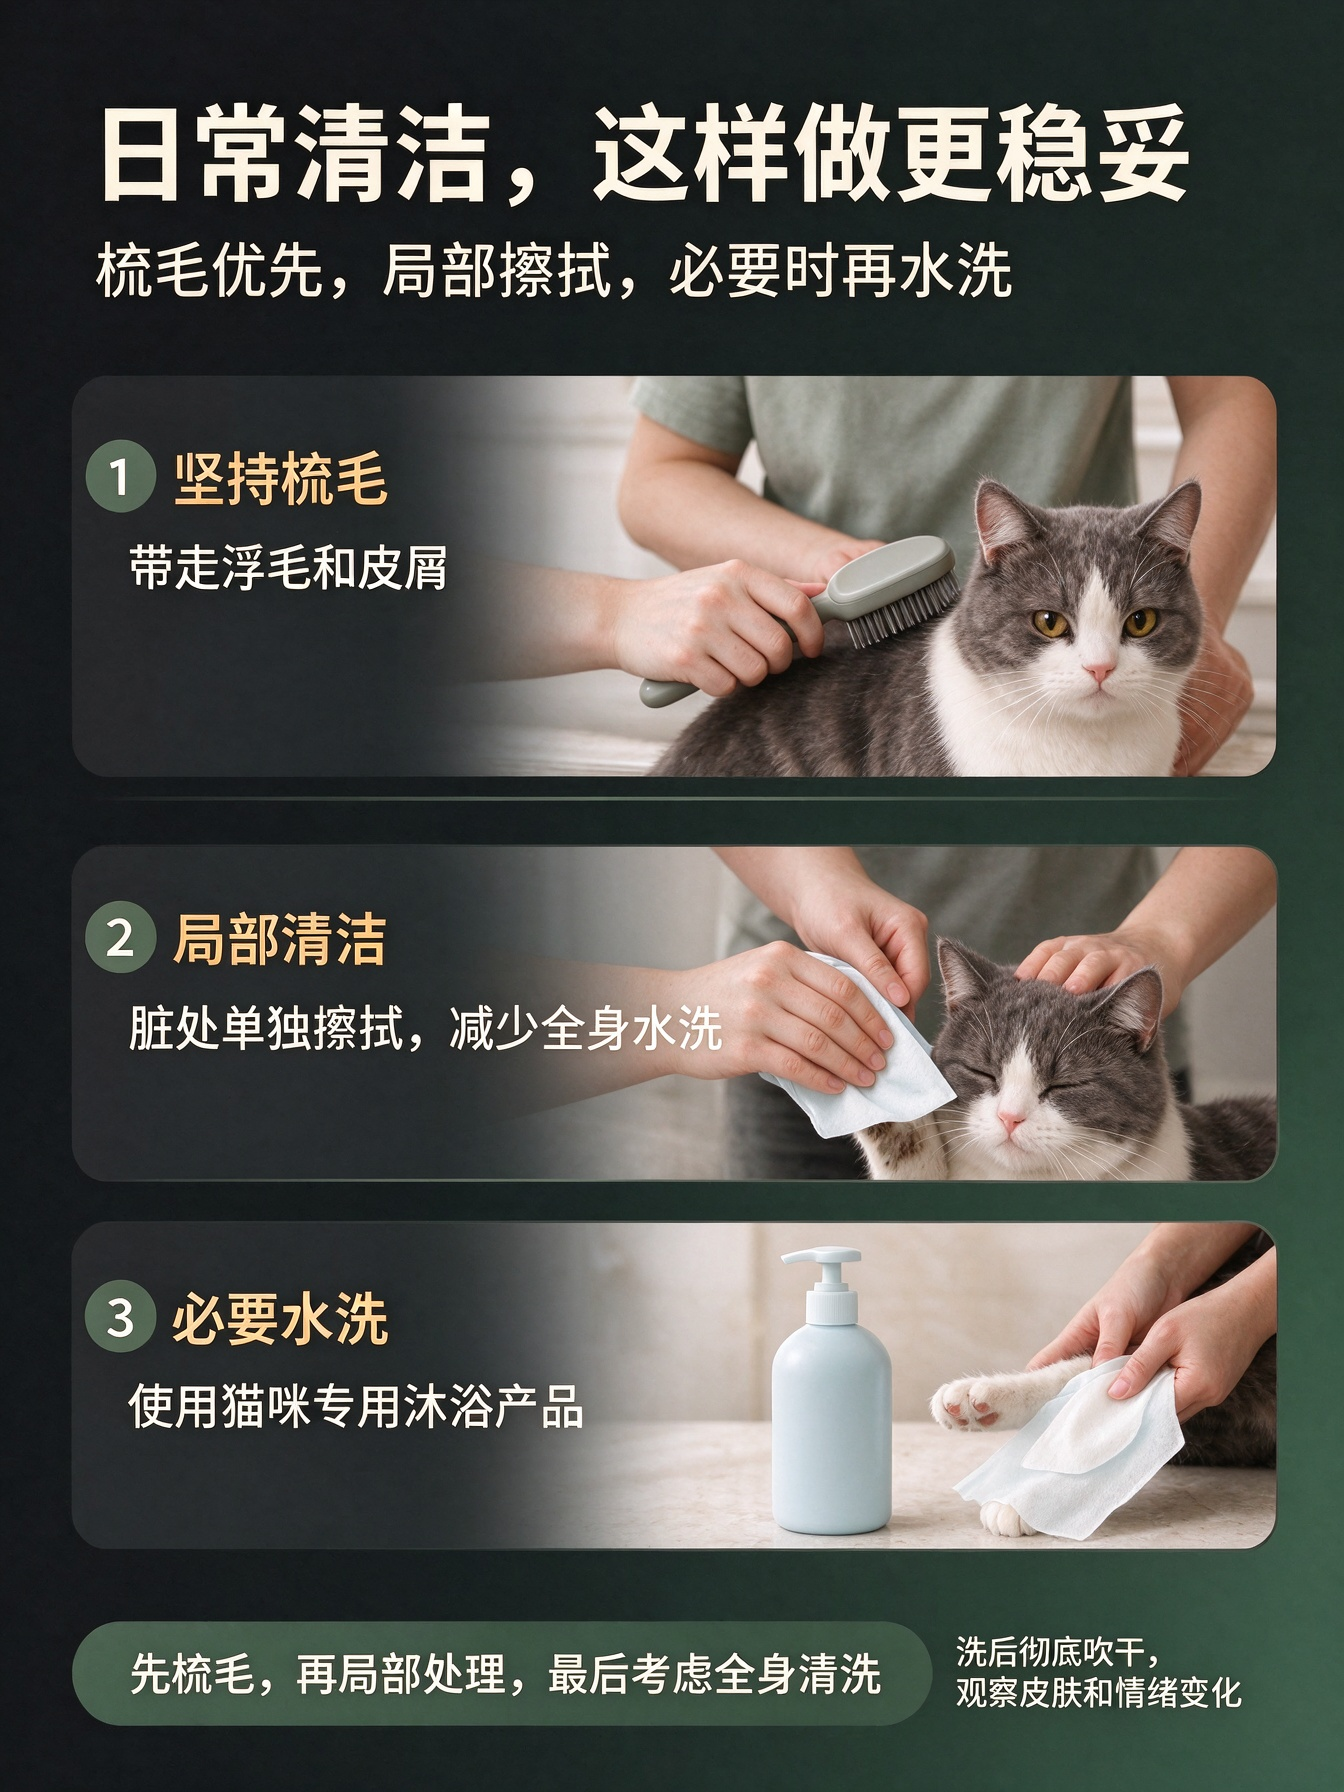 日常清洁，这样做更稳妥
梳毛优先，局部擦拭，必要时再水洗
1 坚持梳毛
带走浮毛和皮屑
2 局部清洁
脏处单独擦拭，减少全身水洗
3 必要水洗
使用猫咪专用沐浴产品
先梳毛，再局部处理，最后考虑全身清洗
洗后彻底吹干，
观察皮肤和情绪变化